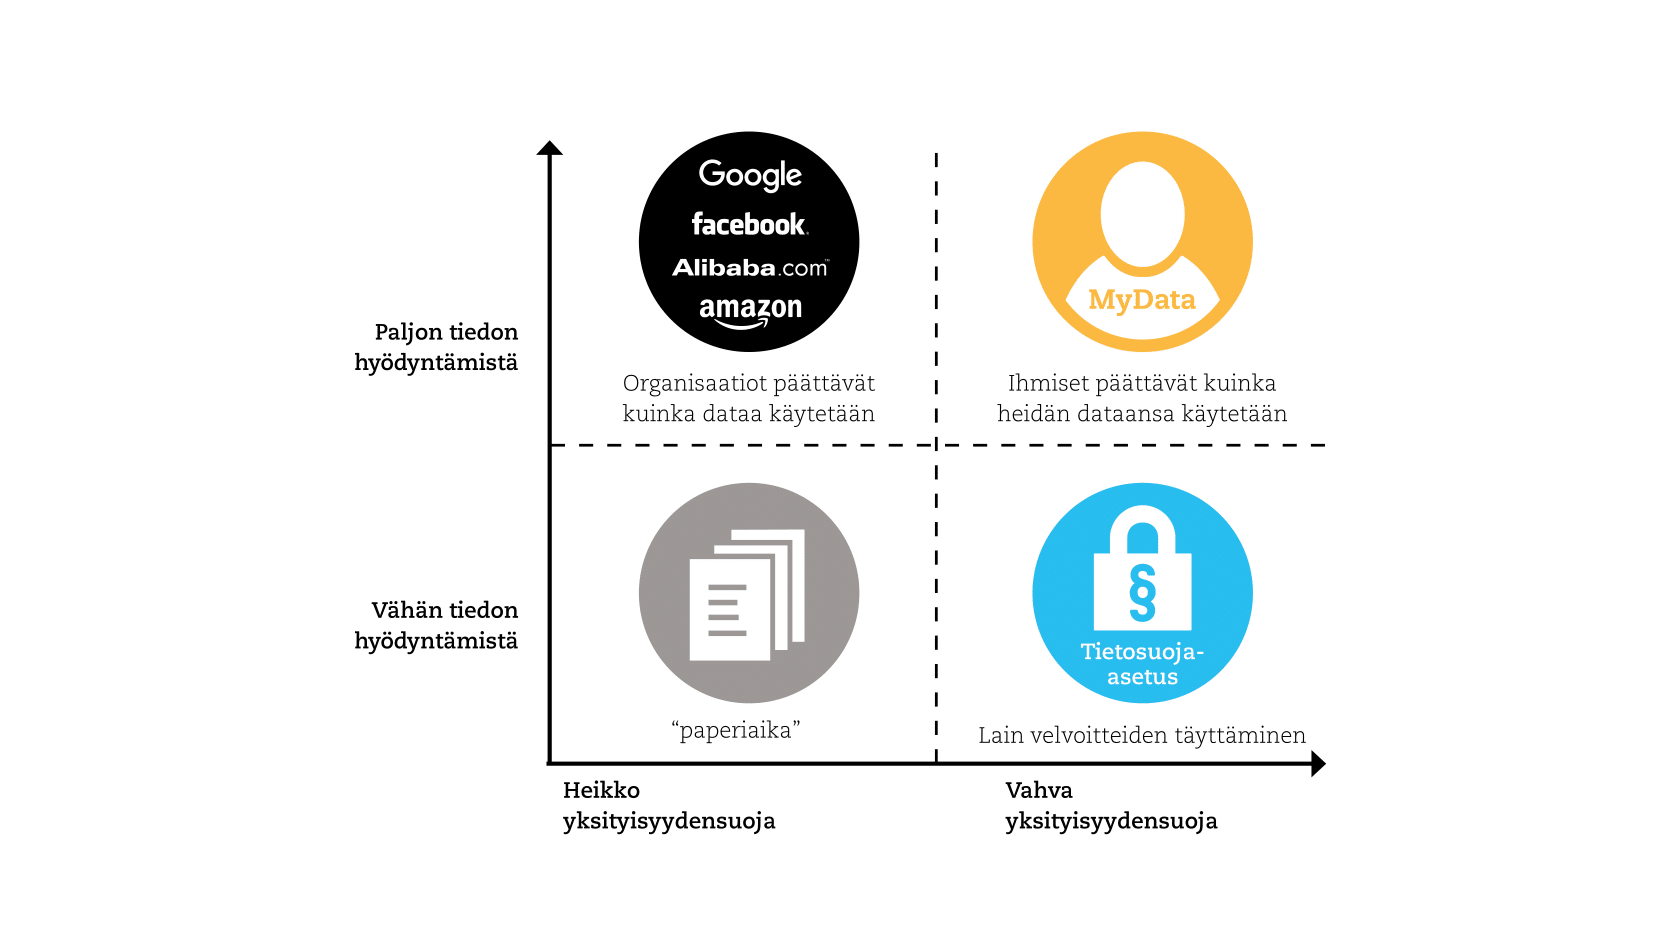 Google
facebook.
Alibaba.com™
amazon
MyData
Paljon tiedon
hyödyntämistä
Organisaatiot päättävät
kuinka dataa käytetään
Ihmiset päättävät kuinka
heidän dataansa käytetään
§
Tietosuoja-
asetus
Vähän tiedon
hyödyntämistä
“paperiaika”
Lain velvoitteiden täyttäminen
Heikko
yksityisyydensuoja
Vahva
yksityisyydensuoja